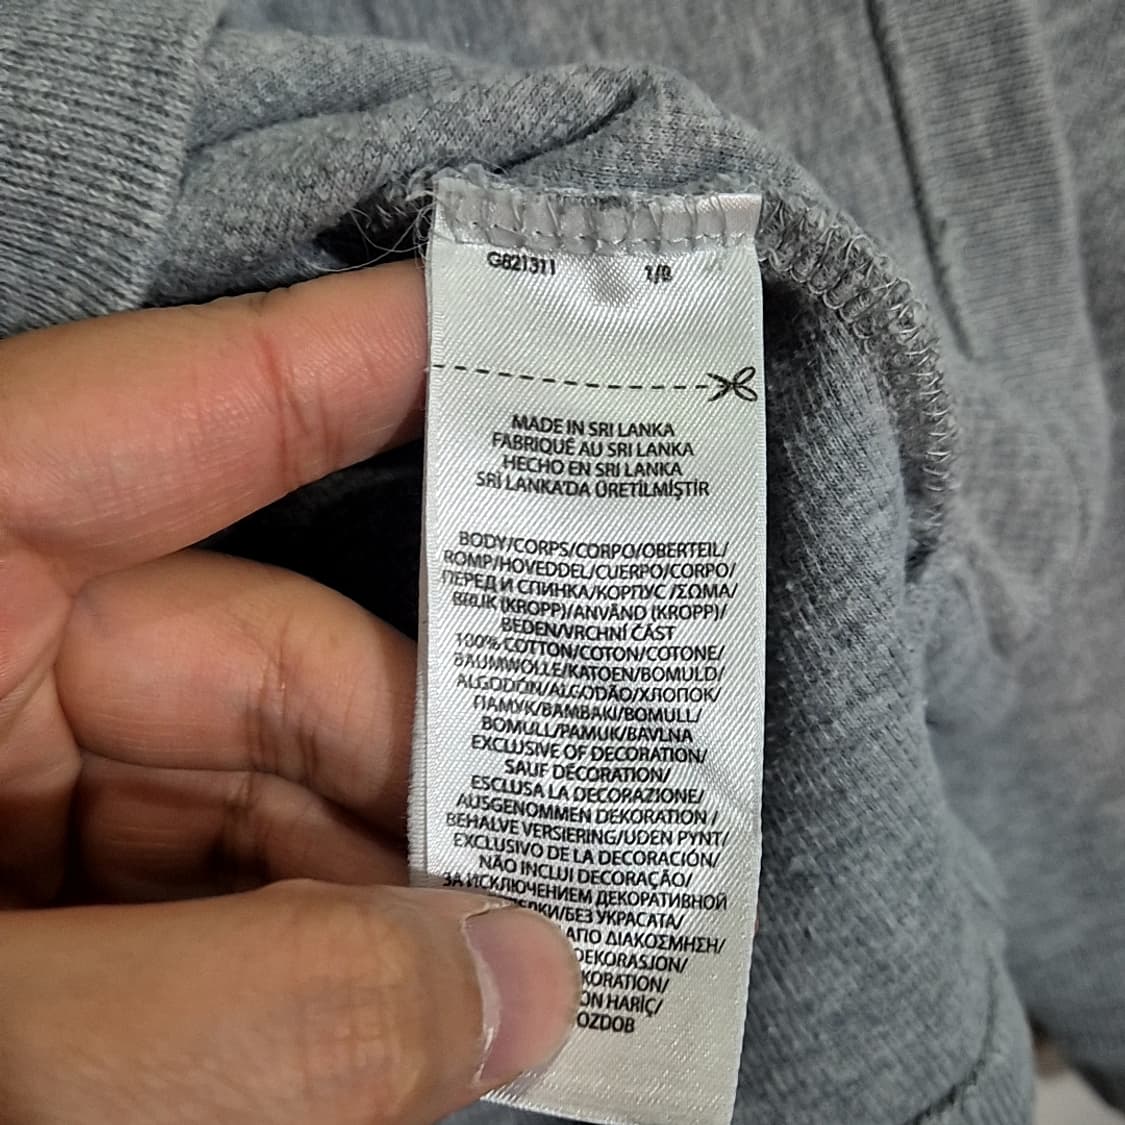 G821311 1/8
MADE IN SRI LANKA
FABRIQUÉ AU SRI LANKA
HECHO EN SRI LANKA
SRİ LANKA'DA ÜRETİLMİŞTİR
BODY/CORPS/CORPO/OBERTEIL/
ROMP/HOVEDDEL/CUERPO/CORPO/
ПЕРЕД И СПИНКА/КОРПУС /ΣΩΜΑ/
BRLIK (KROPP)/ANVÄND (KROPP)/
BEDEN/VRCHNÍ ČÁST
100% COTTON/COTON/COTONE/
BAUMWOLLE/KATOEN/BOMULD/
ALGODÓN/ALGODÃO/ХЛОПОК/
ПАМУК/ΒΑΜΒΑΚΙ/BOMULL/
BOMULL/PAMUK/BAVLNA
EXCLUSIVE OF DECORATION/
SAUF DÉCORATION/
ESCLUSA LA DECORAZIONE/
AUSGENOMMEN DEKORATION /
BEHALVE VERSIERING/UDEN PYNT/
EXCLUSIVO DE LA DECORACIÓN/
NÃO INCLUI DECORAÇÃO/
ЗА ИСКЛЮЧЕНИЕМ ДЕКОРАТИВНОЙ
ЕЛКИ/БЕЗ УКРАСАТА/
ΑΠΟ ΔΙΑΚΟΣΜΗΣΗ/
DEKORASJON/
KORATION/
ON HARİÇ/
OZDOB